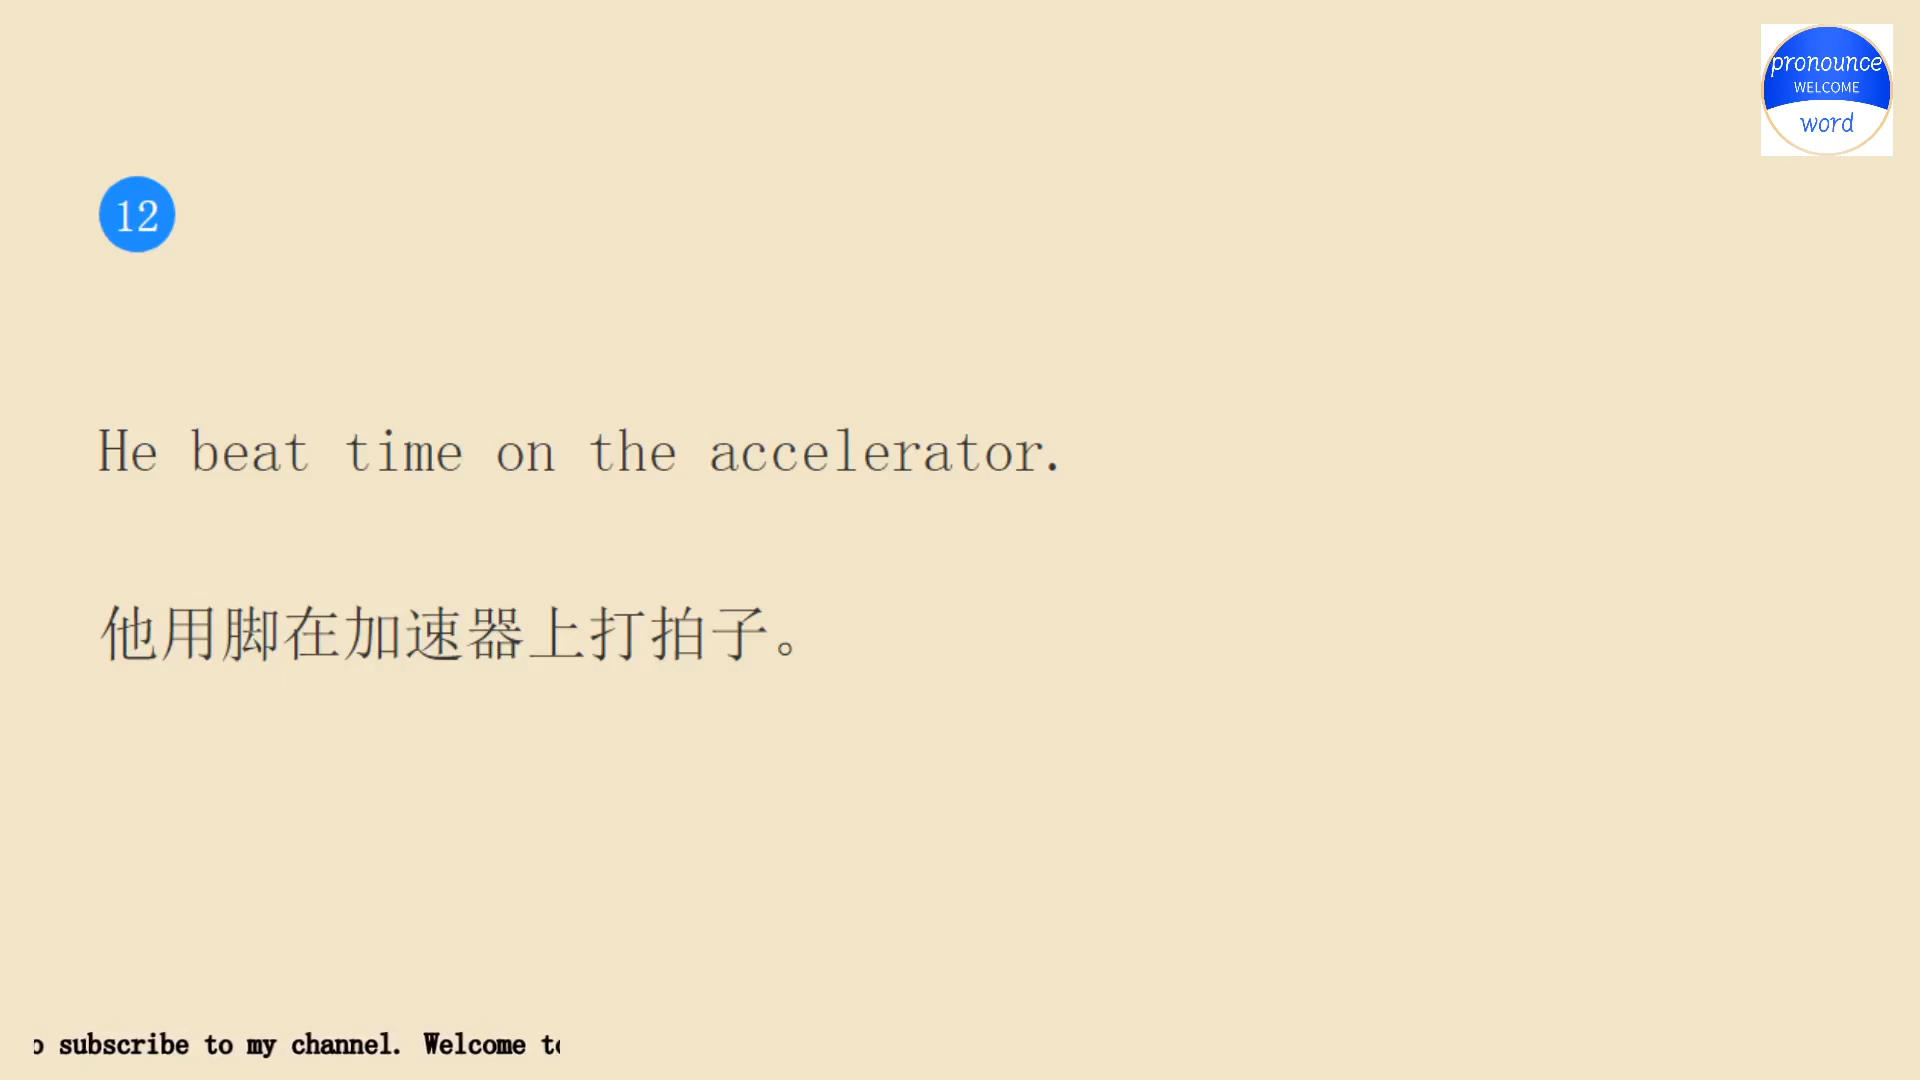 pronounce
WELCOME
word
12
He beat time on the accelerator.
他用脚在加速器上打拍子。
subscribe to my channel. Welcome